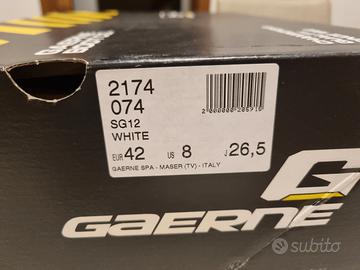 2174
074
SG12
WHITE
EUR 42 US 8 J 26,5
GAERNE SPA - MASER (TV) - ITALY
G
GAERNE
subito